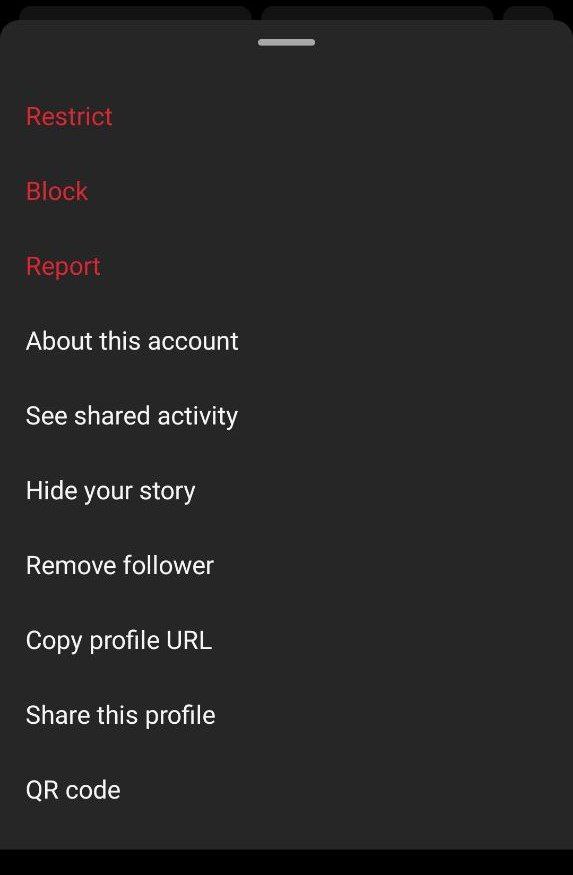 Restrict
Block
Report
About this account
See shared activity
Hide your story
Remove follower
Copy profile URL
Share this profile
QR code